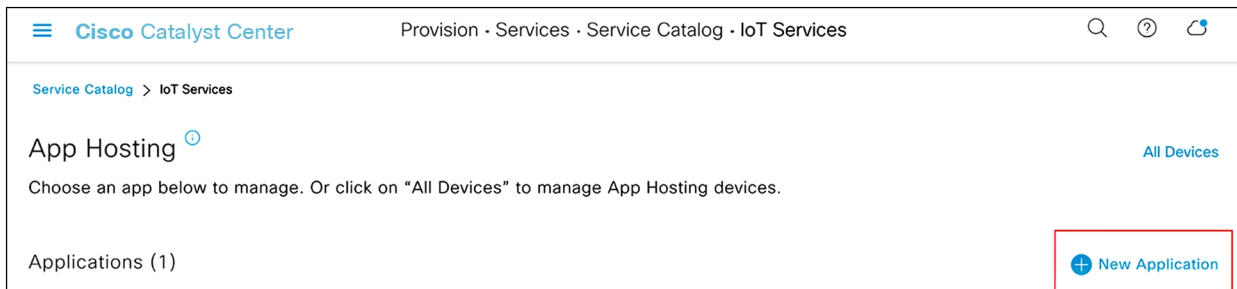 Cisco Catalyst Center
Provision · Services · Service Catalog · IoT Services
Service Catalog > IoT Services
App Hosting
All Devices
Choose an app below to manage. Or click on “All Devices” to manage App Hosting devices.
Applications (1)
New Application